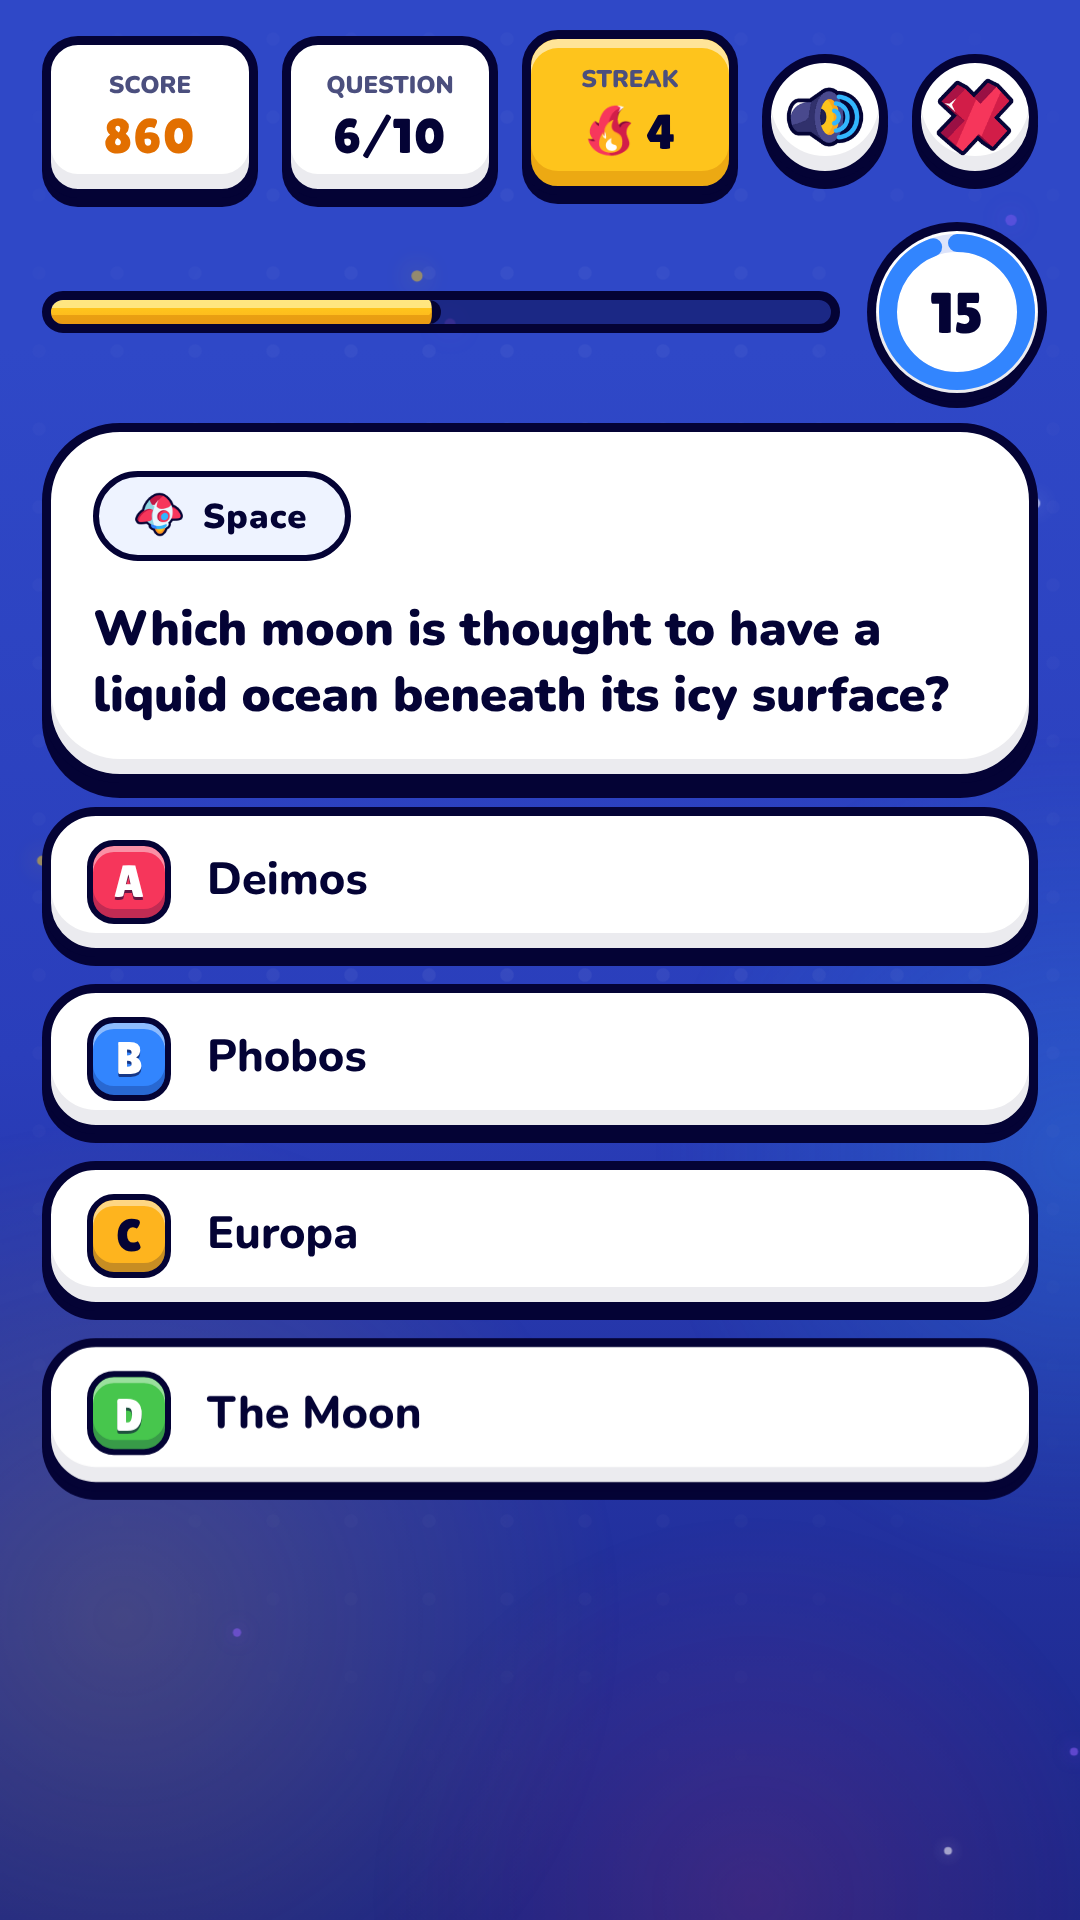 SCORE
860
QUESTION
6/10
STREAK
4
15
Space
Which moon is thought to have a
liquid ocean beneath its icy surface?
A Deimos
B Phobos
C Europa
D The Moon